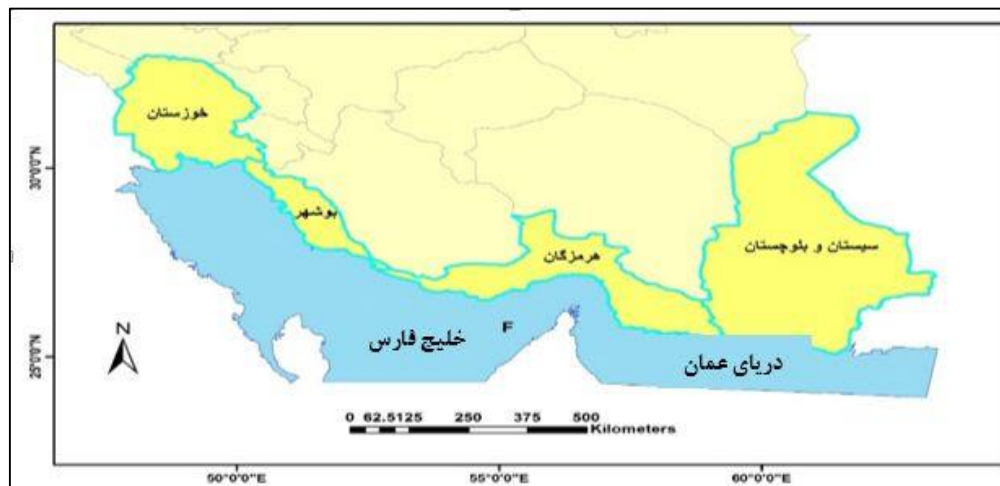 خوزستان
30°0'0"N
بوشهر
سیستان و بلوچستان
هرمزگان
N
F
خلیج فارس
25°0'0"N
دریای عمان
0 62.5125 250 375 500
Kilometers
50°0'0"E
55°0'0"E
60°0'0"E